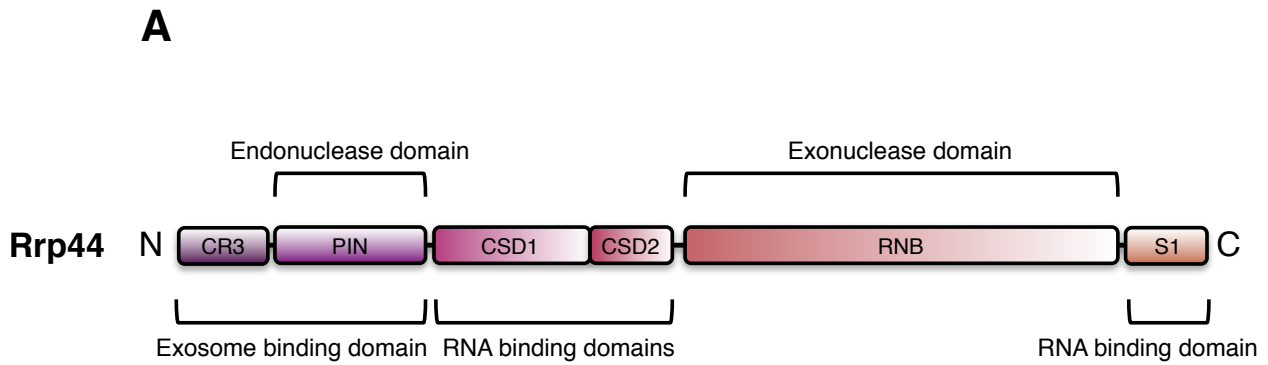 A
Endonuclease domain Exonuclease domain
Rrp44 N CR3 PIN CSD1 CSD2 RNB S1 C
Exosome binding domain RNA binding domains RNA binding domain